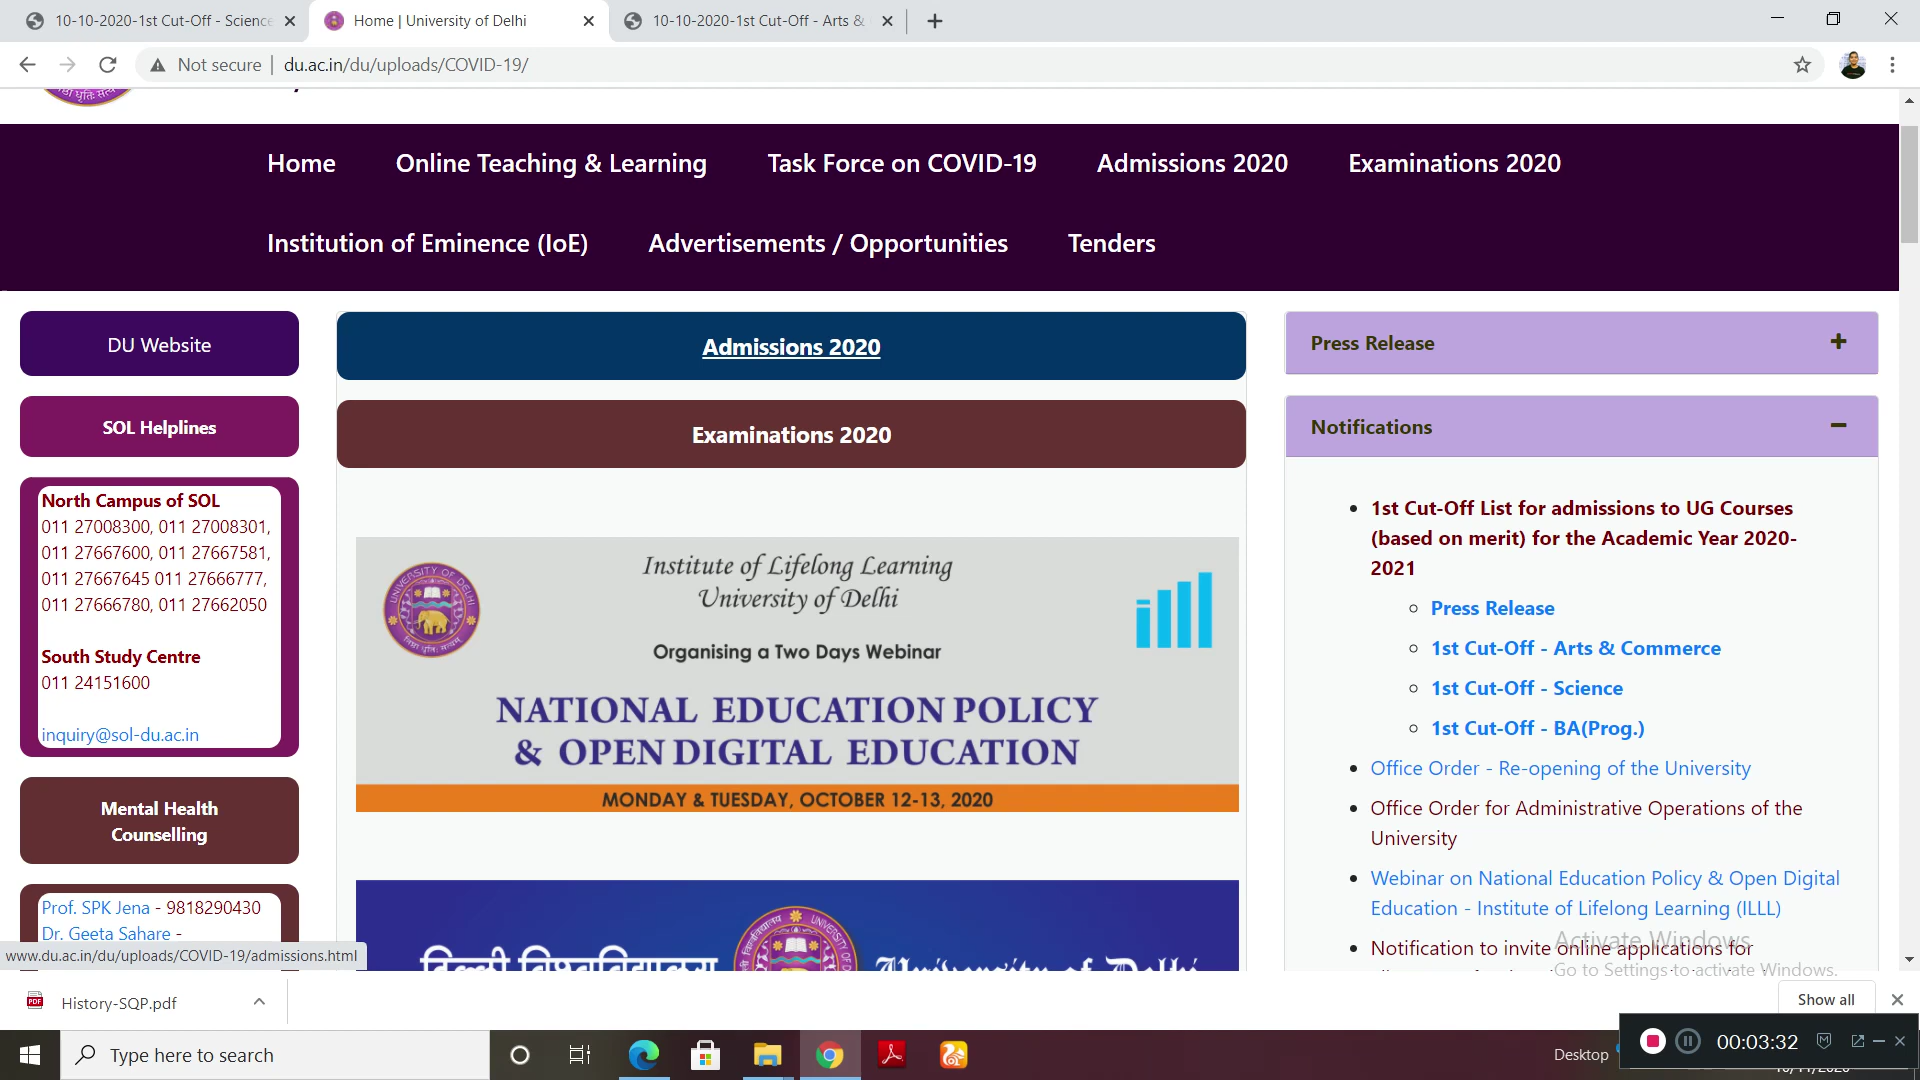 10-10-2020-1st Cut-Off - Science
Home | University of Delhi
10-10-2020-1st Cut-Off - Arts &
Not secure | du.ac.in/du/uploads/COVID-19/
Home Online Teaching & Learning Task Force on COVID-19 Admissions 2020 Examinations 2020
Institution of Eminence (IoE) Advertisements / Opportunities Tenders
DU Website
SOL Helplines
North Campus of SOL
011 27008300, 011 27008301,
011 27667600, 011 27667581,
011 27667645 011 27666777,
011 27666780, 011 27662050
South Study Centre
011 24151600
inquiry@sol-du.ac.in
Mental Health
Counselling
Prof. SPK Jena - 9818290430
Dr. Geeta Sahare -
www.du.ac.in/du/uploads/COVID-19/admissions.html
Admissions 2020
Examinations 2020
UNIVERSITY OF DELHI
Institute of Lifelong Learning
University of Delhi
ill
Organising a Two Days Webinar
NATIONAL EDUCATION POLICY
& OPEN DIGITAL EDUCATION
MONDAY & TUESDAY, OCTOBER 12-13, 2020
दिल्ली विश्वविद्यालय
University of Delhi
Press Release
Notifications
1st Cut-Off List for admissions to UG Courses
(based on merit) for the Academic Year 2020-
2021
Press Release
1st Cut-Off - Arts & Commerce
1st Cut-Off - Science
1st Cut-Off - BA(Prog.)
Office Order - Re-opening of the University
Office Order for Administrative Operations of the
University
Webinar on National Education Policy & Open Digital
Education - Institute of Lifelong Learning (ILLL)
Notification to invite online applications for
Activate Windows
Go to Settings to activate Windows.
History-SQP.pdf
Show all
Type here to search
Desktop
00:03:32